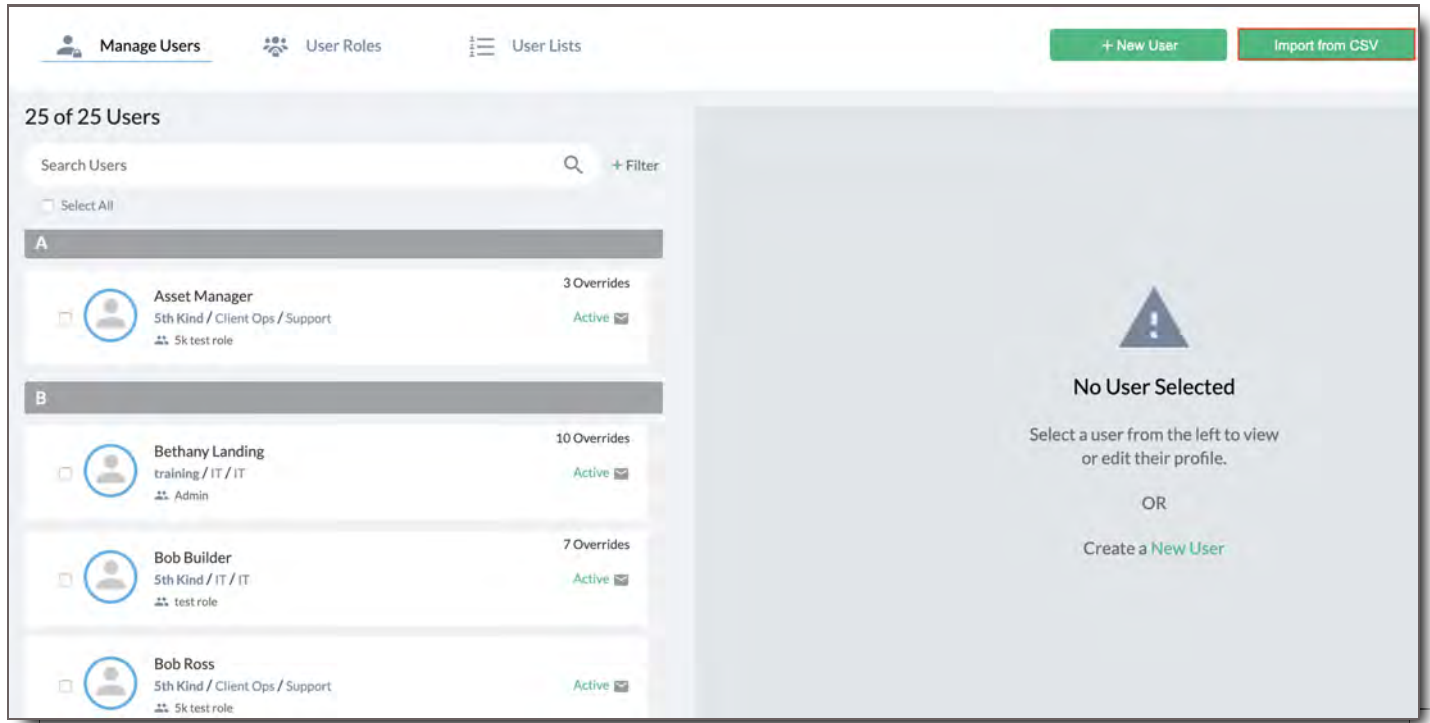 Manage Users
User Roles
User Lists
+ New User
Import from CSV
25 of 25 Users
Search Users
+ Filter
Select All
A
Asset Manager
3 Overrides
5th Kind / Client Ops / Support
Active
5k test role
B
Bethany Landing
10 Overrides
training / IT / IT
Active
Admin
Bob Builder
7 Overrides
5th Kind / IT / IT
Active
test role
Bob Ross
5th Kind / Client Ops / Support
Active
5k test role
No User Selected
Select a user from the left to view
or edit their profile.
OR
Create a New User